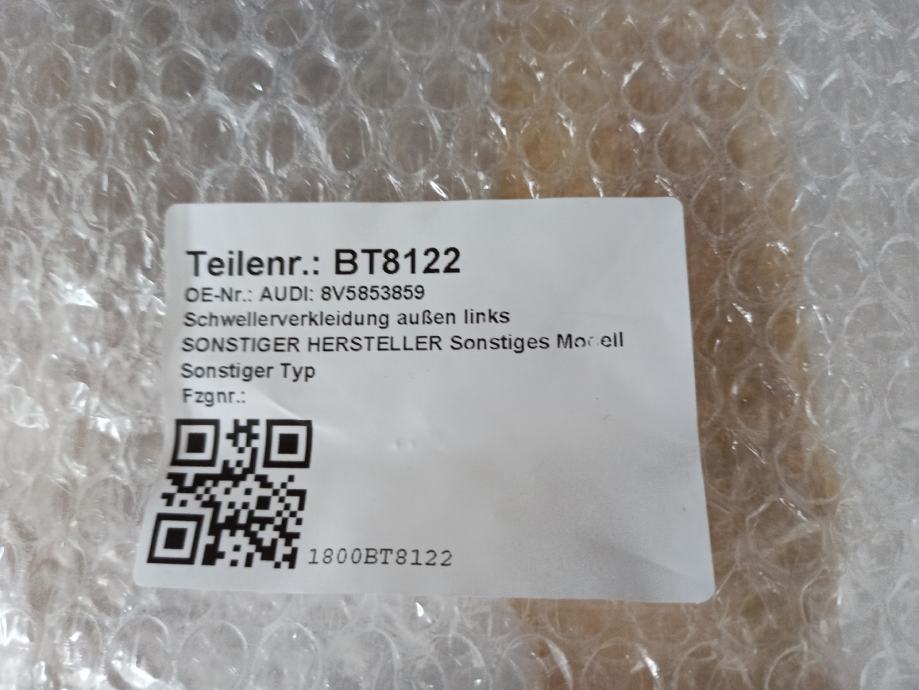 Teilenr.: BT8122
OE-Nr.: AUDI: 8V5853859
Schwellerverkleidung außen links
SONSTIGER HERSTELLER Sonstiges Modell
Sonstiger Typ
Fzgnr.:
1800BT8122